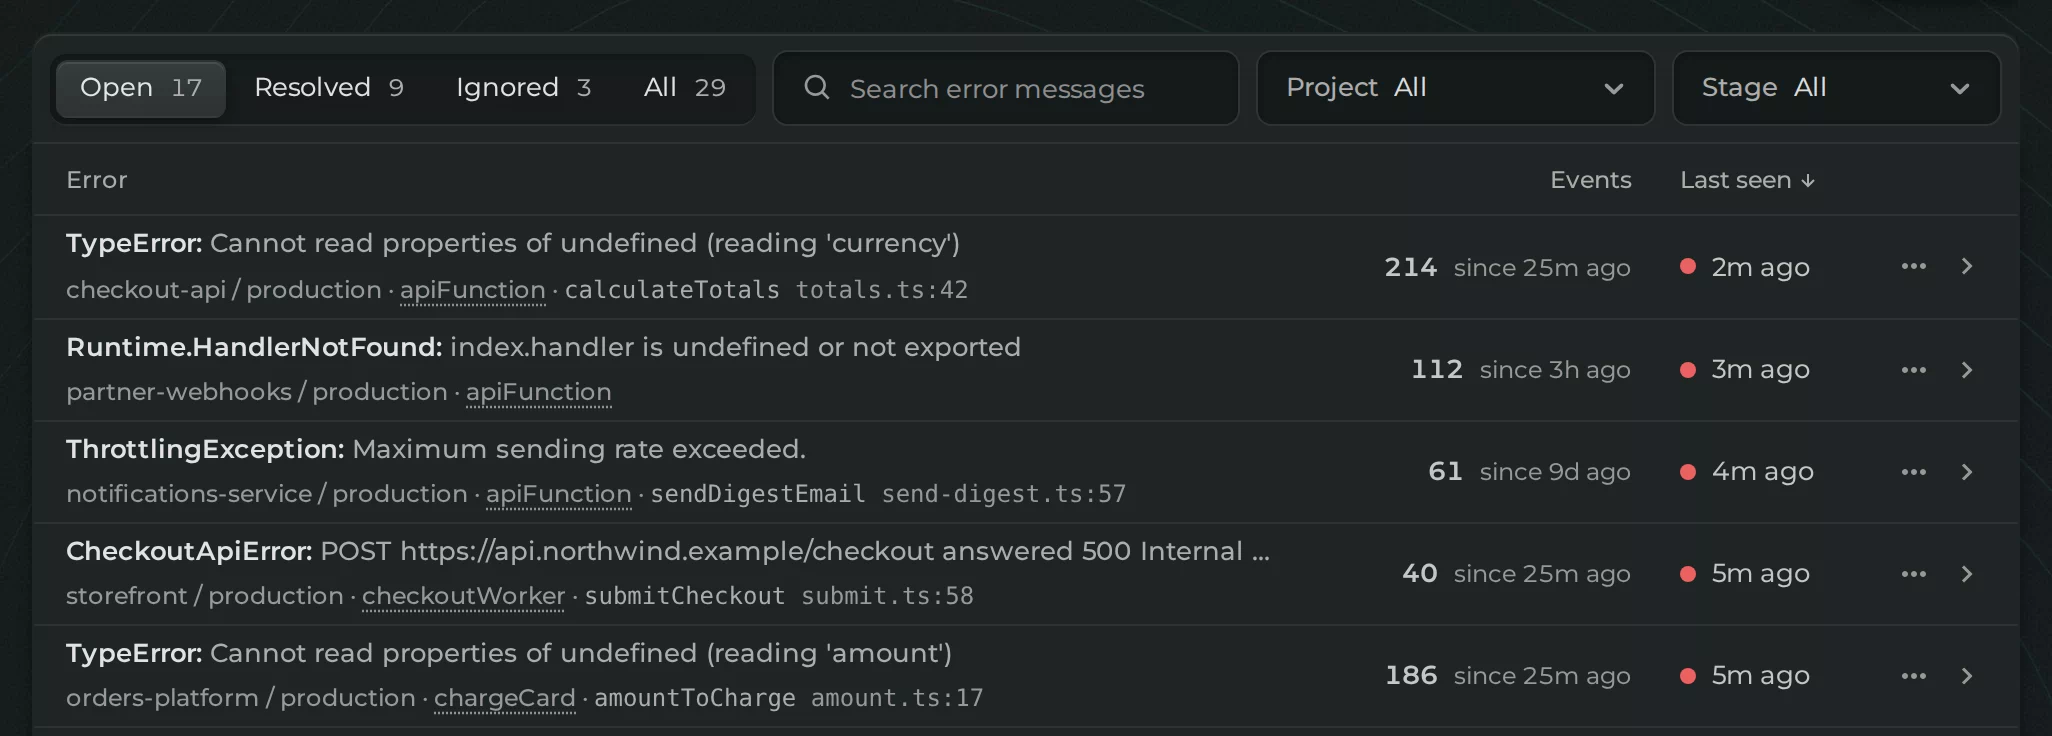 Open 17 Resolved 9 Ignored 3 All 29 Search error messages Project All Stage All
Error Events Last seen ↓
TypeError: Cannot read properties of undefined (reading 'currency')
checkout-api / production · apiFunction · calculateTotals totals.ts:42
214 since 25m ago 2m ago
Runtime.HandlerNotFound: index.handler is undefined or not exported
partner-webhooks / production · apiFunction
112 since 3h ago 3m ago
ThrottlingException: Maximum sending rate exceeded.
notifications-service / production · apiFunction · sendDigestEmail send-digest.ts:57
61 since 9d ago 4m ago
CheckoutApiError: POST https://api.northwind.example/checkout answered 500 Internal ...
storefront / production · checkoutWorker · submitCheckout submit.ts:58
40 since 25m ago 5m ago
TypeError: Cannot read properties of undefined (reading 'amount')
orders-platform / production · chargeCard · amountToCharge amount.ts:17
186 since 25m ago 5m ago